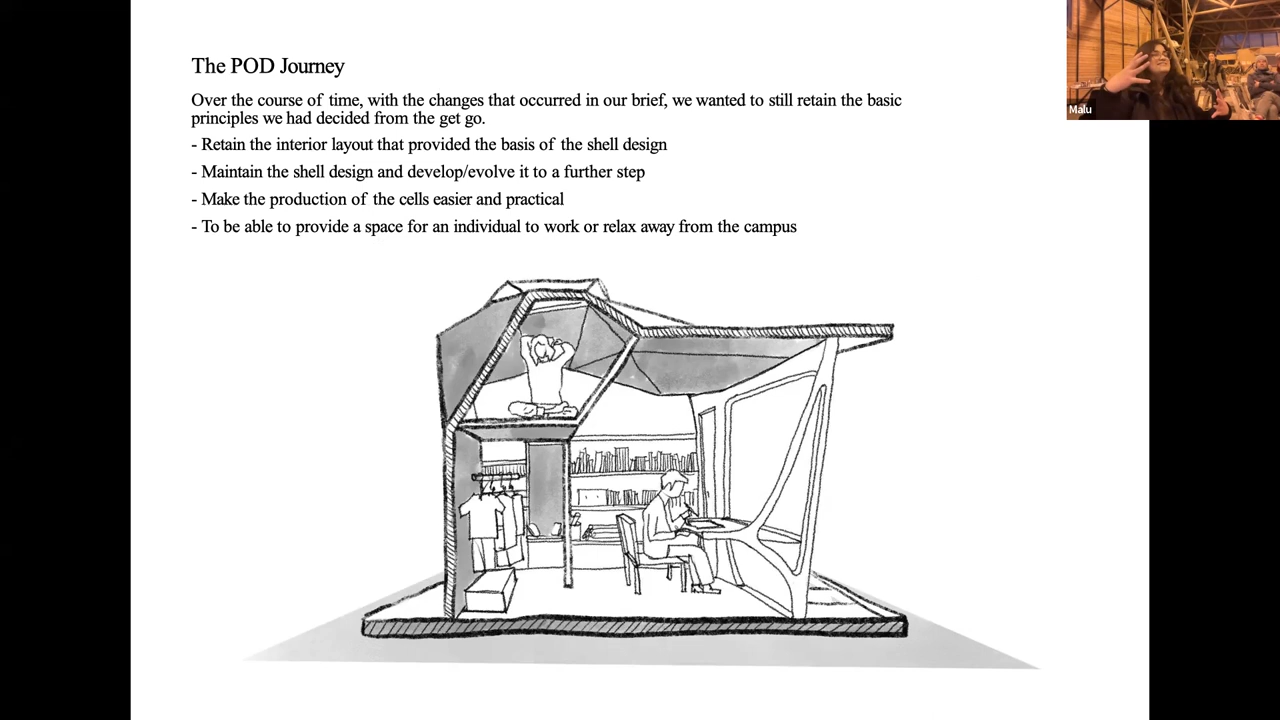 The POD Journey
Over the course of time, with the changes that occurred in our brief, we wanted to still retain the basic
principles we had decided from the get go.
- Retain the interior layout that provided the basis of the shell design
- Maintain the shell design and develop/evolve it to a further step
- Make the production of the cells easier and practical
- To be able to provide a space for an individual to work or relax away from the campus
Malu